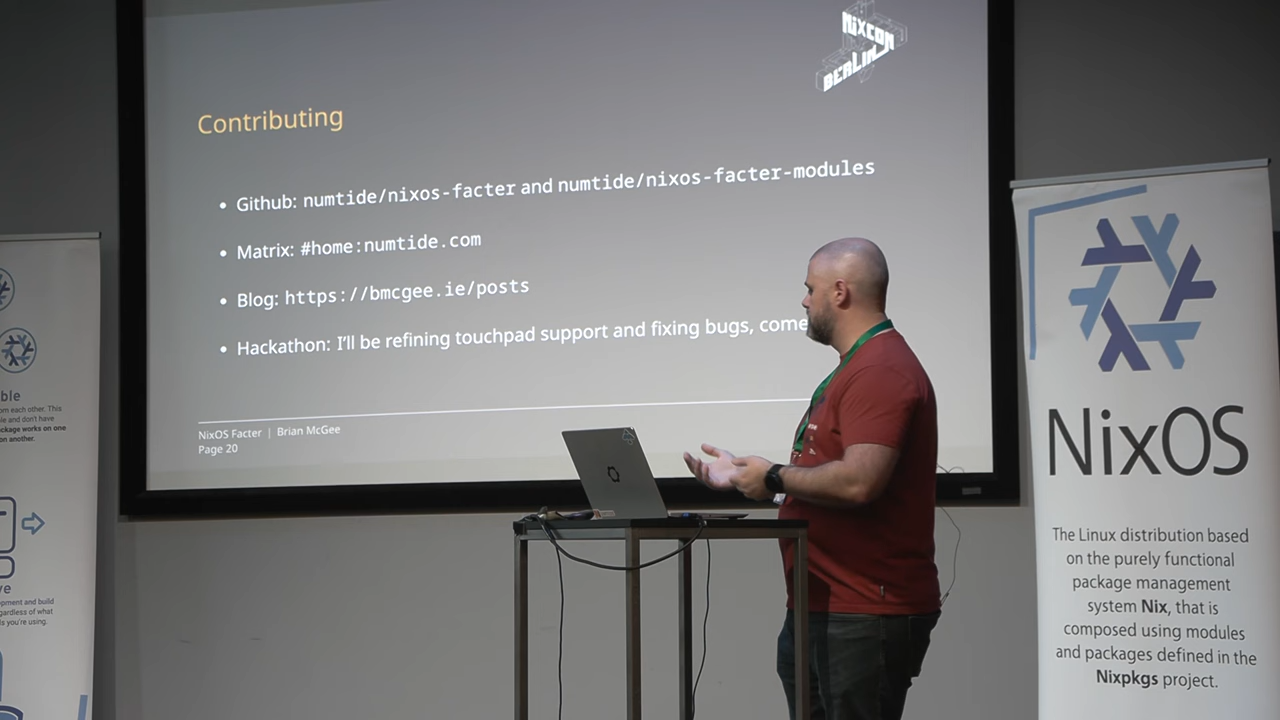 NIXCON
BERLIN
Contributing
• Github: numtide/nixos-facter and numtide/nixos-facter-modules
• Matrix: #home:numtide.com
• Blog: https://bmcgee.ie/posts
• Hackathon: I'll be refining touchpad support and fixing bugs, come
NixOS Facter | Brian McGee
Page 20
ble
om each other. This
ble and don't have
ckage works on one
on another.
ve
opment and build
gardless of what
ls you're using.
NixOS
The Linux distribution based
on the purely functional
package management
system Nix, that is
composed using modules
and packages defined in the
Nixpkgs project.